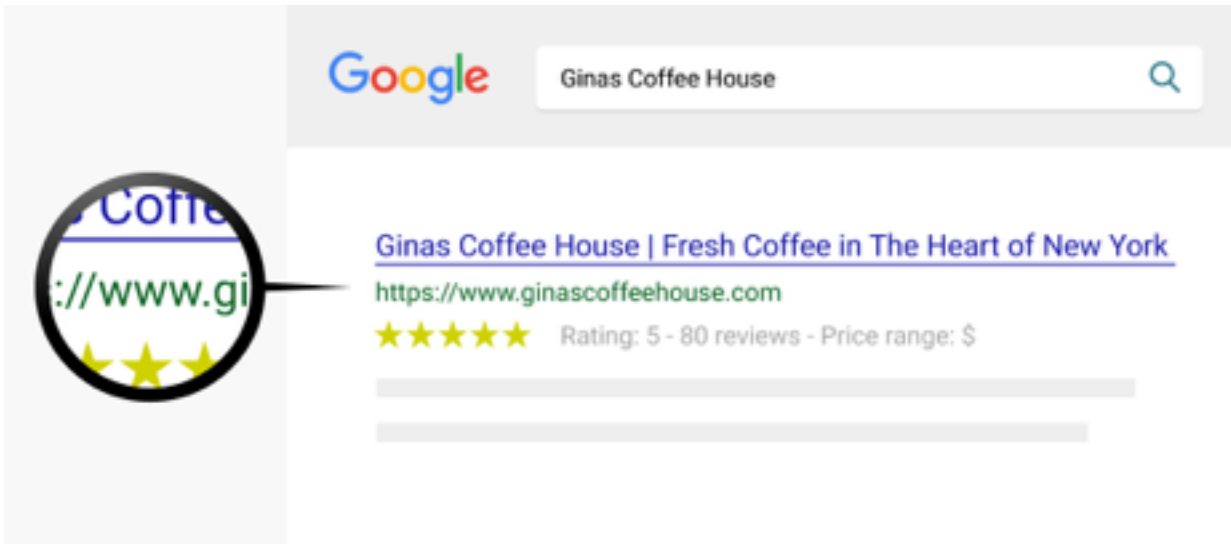 Google
Ginas Coffee House
s Coffe
Ginas Coffee House | Fresh Coffee in The Heart of New York
://www.gi
https://www.ginascoffeehouse.com
★★★★★ Rating: 5 - 80 reviews - Price range: $